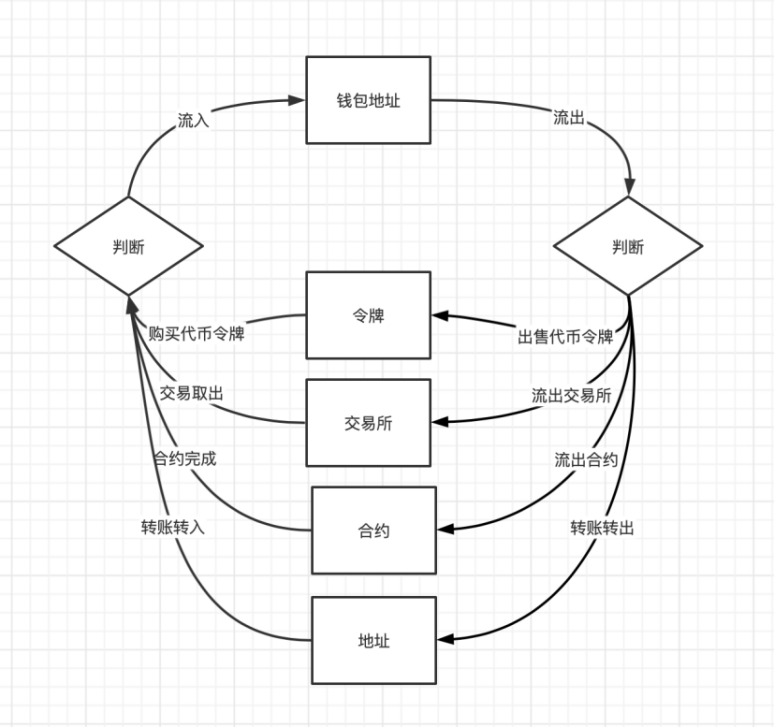 钱包地址
流入
流出
判断
判断
令牌
购买代币令牌
出售代币令牌
交易取出
流出交易所
交易所
合约完成
流出合约
合约
转账转入
转账转出
地址